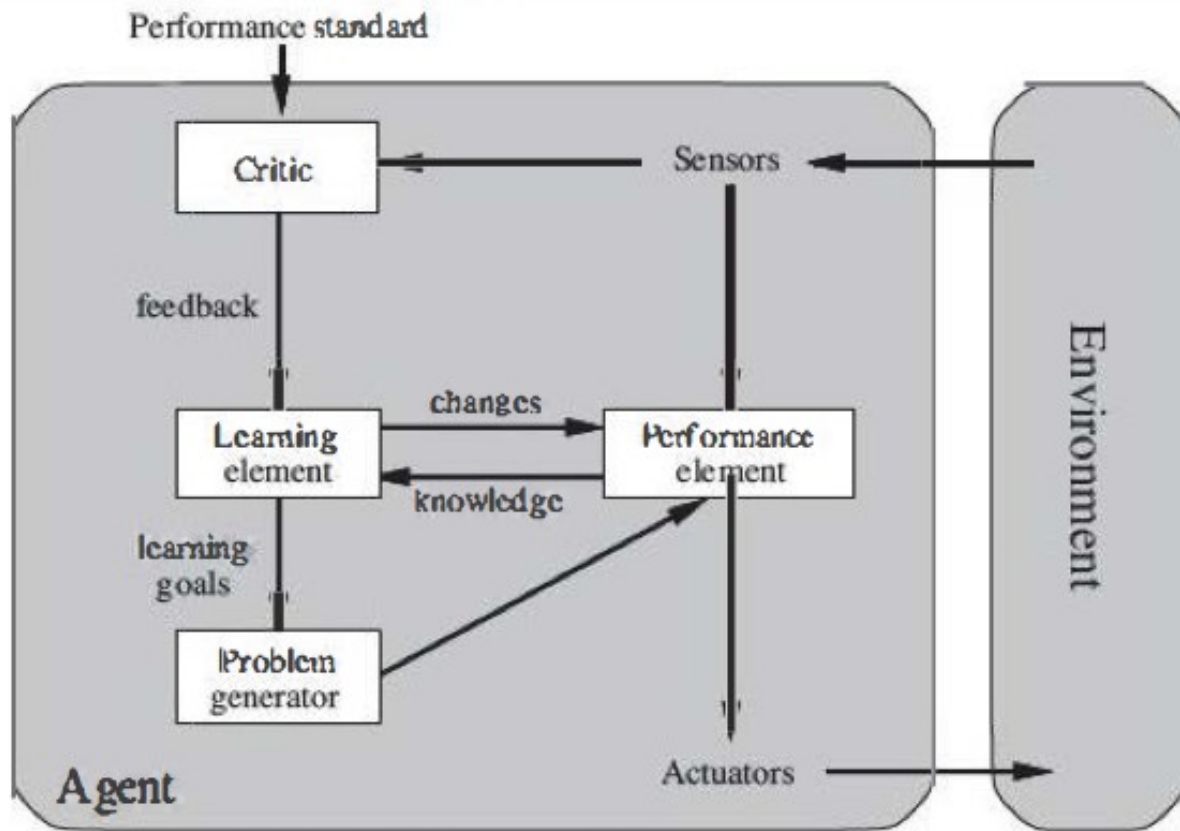 Performance standard
Critic
Sensors
feedback
changes
Learning
element
Performance
element
knowledge
learning
goals
Problem
generator
Actuators
Agent
Environment